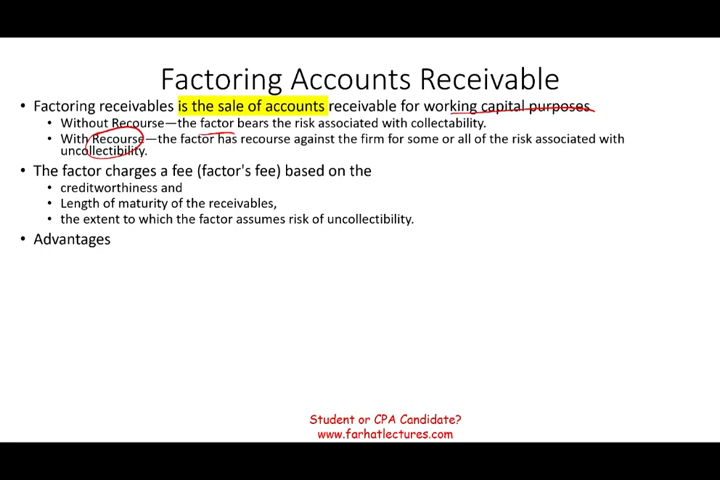 Factoring Accounts Receivable
• Factoring receivables is the sale of accounts receivable for working capital purposes.
• Without Recourse—the factor bears the risk associated with collectability.
• With Recourse—the factor has recourse against the firm for some or all of the risk associated with
uncollectibility.
• The factor charges a fee (factor's fee) based on the
• creditworthiness and
• Length of maturity of the receivables,
• the extent to which the factor assumes risk of uncollectibility.
• Advantages
Student or CPA Candidate?
www.farhatlectures.com